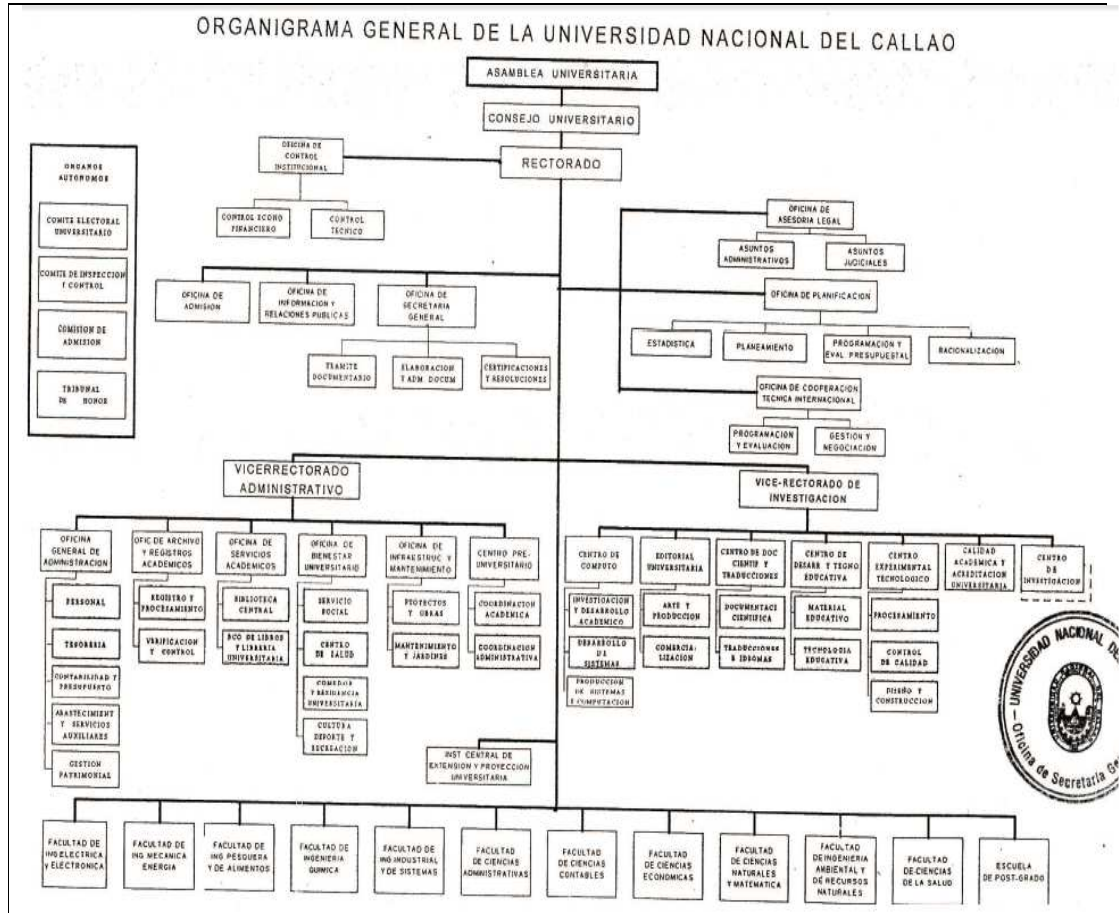 ORGANIGRAMA GENERAL DE LA UNIVERSIDAD NACIONAL DEL CALLAO
ASAMBLEA UNIVERSITARIA
CONSEJO UNIVERSITARIO
RECTORADO
OFICINA DE
CONTROL
INSTITUCIONAL
CONTROL ECONO
FINANCIERO
CONTROL
TECNICO
ORGANOS
AUTONOMOS
COMITE ELECTORAL
UNIVERSITARIO
COMITE DE INSPECCION
Y CONTROL
COMISION DE
ADMISION
TRIBUNAL
DE HONOR
OFICINA DE
ASESORIA LEGAL
ASUNTOS
ADMINISTRATIVOS
ASUNTOS
JUDICIALES
OFICINA DE
ADMISION
OFICINA DE
INFORMACION Y
RELACIONES PUBLICAS
OFICINA DE
SECRETARIA
GENERAL
TRAMITE
DOCUMENTARIO
ELABORACION
Y ADM DOCUM
CERTIFICACIONES
Y RESOLUCIONES
OFICINA DE PLANIFICACION
ESTADISTICA
PLANEAMIENTO
PROGRAMACION Y
EVAL PRESUPUESTAL
RACIONALIZACION
OFICINA DE COOPERACION
TECNICA INTERNACIONAL
PROGRAMACION
Y EVALUACION
GESTION Y
NEGOCIACION
VICERRECTORADO
ADMINISTRATIVO
VICE-RECTORADO DE
INVESTIGACION
OFICINA
GENERAL DE
ADMINISTRACION
PERSONAL
TESORERIA
CONTABILIDAD Y
PRESUPUESTO
ABASTECIMIENT
Y SERVICIOS
AUXILIARES
GESTION
PATRIMONIAL
OFIC DE ARCHIVO
Y REGISTROS
ACADEMICOS
REGISTRO Y
PROCESAMIENTO
VERIFICACION
Y CONTROL
OFICINA DE
SERVICIOS
ACADEMICOS
BIBLIOTECA
CENTRAL
BCO DE LIBROS
Y LIBRERIA
UNIVERSITARIA
OFICINA DE
BIENESTAR
UNIVERSITARIO
SERVICIO
SOCIAL
CENTRO
DE SALUD
COMEDOR
Y RESIDENCIA
UNIVERSITARIA
CULTURA
DEPORTE Y
RECREACION
OFICINA DE
INFRAESTRUC Y
MANTENIMIENTO
PROYECTOS
Y OBRAS
MANTENIMIENTO
Y JARDINES
CENTRO PRE-
UNIVERSITARIO
COORDINACION
ACADEMICA
COORDINACION
ADMINISTRATIVA
CENTRO DE
COMPUTO
INVESTIGACION
Y DESARROLLO
ACADEMICO
DESARROLLO
DE
SISTEMAS
PRODUCCION
DE SISTEMAS
Y COMPUTACION
EDITORIAL
UNIVERSITARIA
ARTE Y
PRODUCCION
COMERCIA-
LIZACION
CENTRO DE DOC
CIENTIF Y
TRADUCCIONES
DOCUMENTACI
CIENTIFICA
TRADUCCIONES
E IDIOMAS
CENTRO DE
DESARR Y TECNO
EDUCATIVA
MATERIAL
EDUCATIVO
TECNOLOGIA
EDUCATIVA
CENTRO
EXPERIMENTAL
TECNOLOGICO
PROCESAMIENTO
CONTROL
DE CALIDAD
DISEÑO Y
CONSTRUCCION
CALIDAD
ACADEMICA Y
ACREDITACION
UNIVERSITARIA
CENTRO
DE
INVESTIGACION
INST CENTRAL DE
EXTENSION y PROYECCION
UNIVERSITARIA
FACULTAD DE
ING ELECTRICA
y ELECTRONICA
FACULTAD DE
ING MECANICA
ENERGIA
FACULTAD DE
ING PESQUERA
Y DE ALIMENTOS
FACULTAD DE
INGENIERIA
QUIMICA
FACULTAD DE
ING INDUSTRIAL
Y DE SISTEMAS
FACULTAD
DE CIENCIAS
ADMINISTRATIVAS
FACULTAD
DE CIENCIAS
CONTABLES
FACULTAD
DE CIENCIAS
ECONOMICAS
FACULTAD
DE CIENCIAS
NATURALES
Y MATEMATICA
FACULTAD
DE INGENIERIA
AMBIENTAL Y
DE RECURSOS
NATURALES
FACULTAD
DE CIENCIAS
DE LA SALUD
ESCUELA
DE POST-GRADO
UNIVERSIDAD NACIONAL DE
Oficina de Secretaría Ge